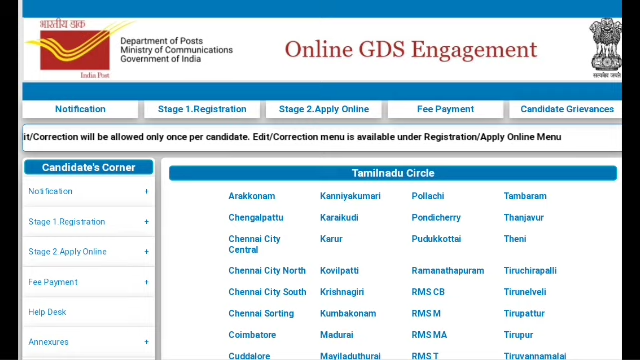 भारतीय डाक
India Post
Department of Posts
Ministry of Communications
Government of India
Online GDS Engagement
सत्यमेव जयते
Notification
Stage 1.Registration
Stage 2.Apply Online
Fee Payment
Candidate Grievances
it/Correction will be allowed only once per candidate. Edit/Correction menu is available under Registration/Apply Online Menu
Candidate's Corner
Notification +
Stage 1.Registration +
Stage 2.Apply Online +
Fee Payment +
Help Desk
Annexures +
Tamilnadu Circle
Arakkonam Kanniyakumari Pollachi Tambaram
Chengalpattu Karaikudi Pondicherry Thanjavur
Chennai City Karur Pudukkottai Theni
Central
Chennai City North Kovilpatti Ramanathapuram Tiruchirapalli
Chennai City South Krishnagiri RMS CB Tirunelveli
Chennai Sorting Kumbakonam RMS M Tirupattur
Coimbatore Madurai RMS MA Tirupur
Cuddalore Mayiladuthurai RMS T Tiruvannamalai